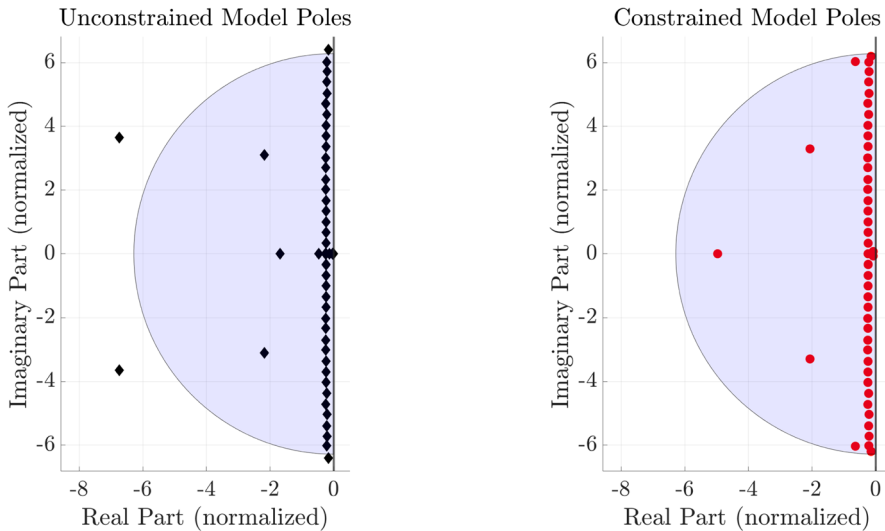 Unconstrained Model Poles
6
4
2
0
-2
-4
-6
Imaginary Part (normalized)
-8 -6 -4 -2 0
Real Part (normalized)
Constrained Model Poles
6
4
2
0
-2
-4
-6
Imaginary Part (normalized)
-8 -6 -4 -2 0
Real Part (normalized)